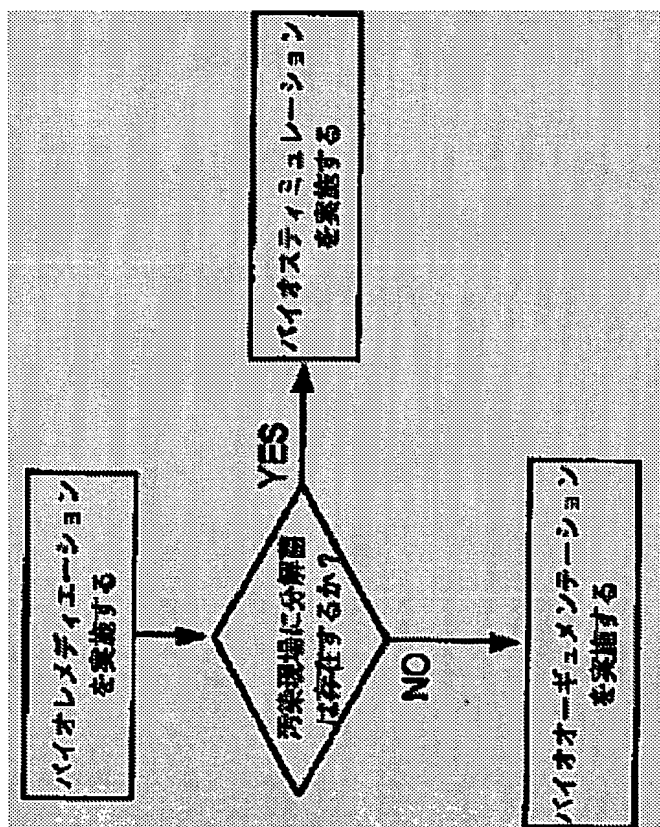 バイオレメディエーション
を実施する
汚染現場に分解菌
は存在するか?
YES
バイオスティミュレーション
を実施する
NO
バイオオーギュメンテーション
を実施する